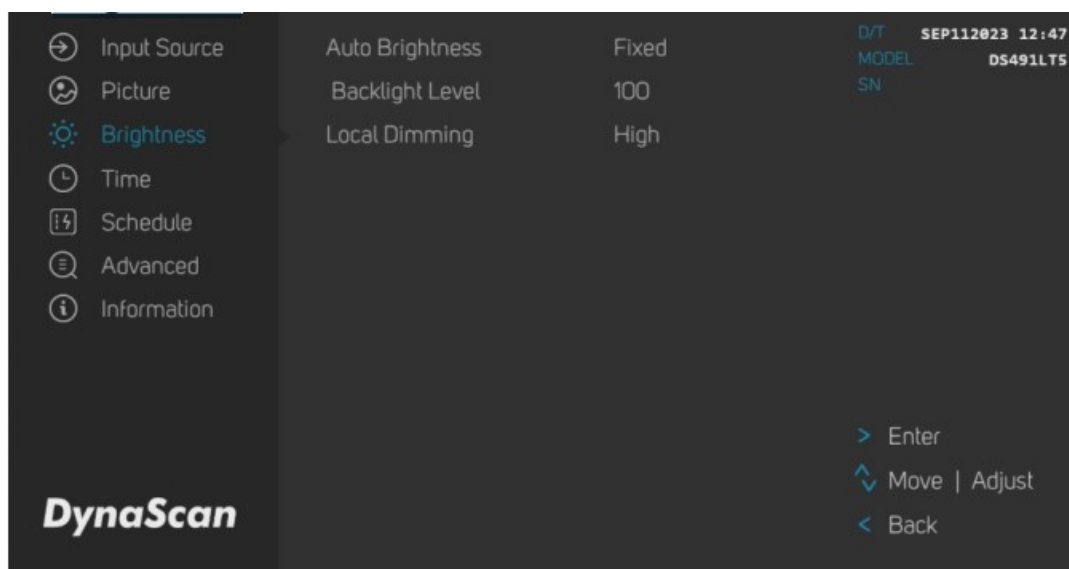 Input Source
Picture
Brightness
Time
Schedule
Advanced
Information
DynaScan
Auto Brightness Fixed
Backlight Level 100
Local Dimming High
D/T SEP112023 12:47
MODEL DS491LT5
SN
> Enter
Move | Adjust
< Back